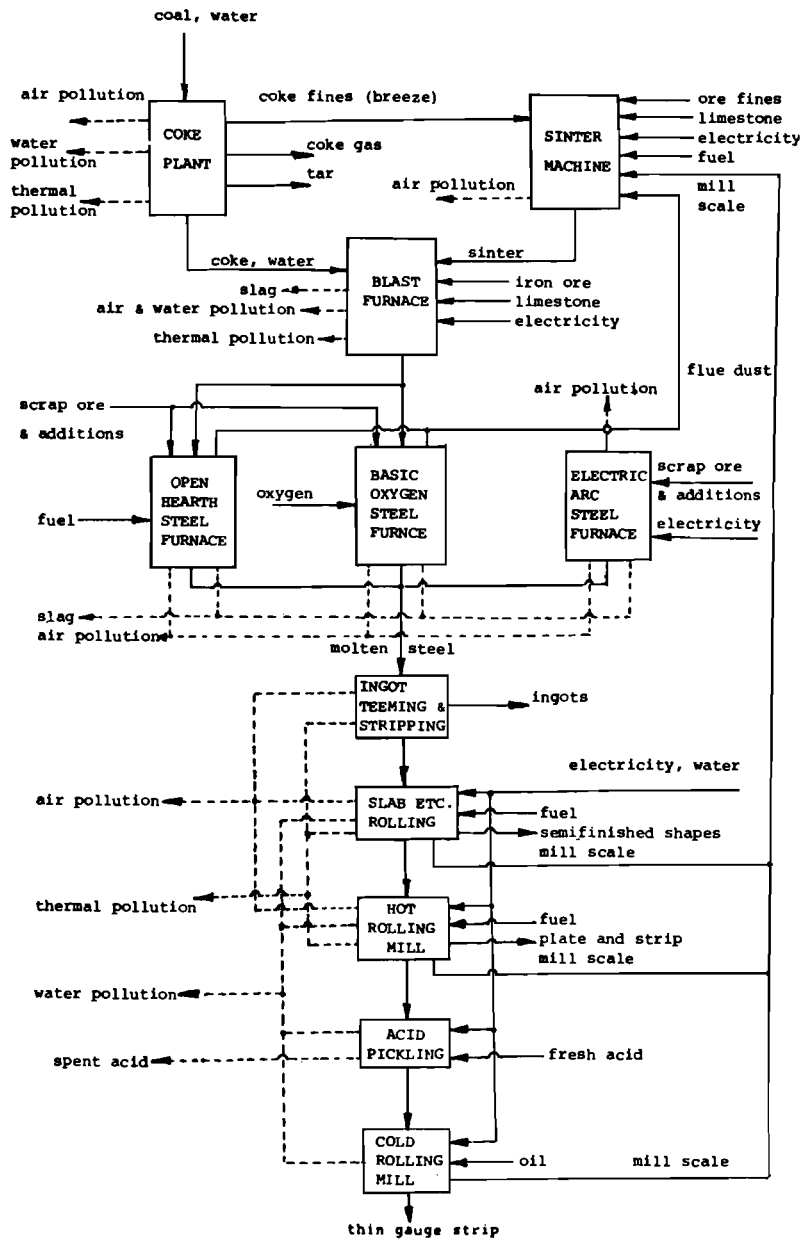 coal, water
air pollution
coke fines (breeze)
ore fines
COKE
PLANT
SINTER
MACHINE
limestone
electricity
water
pollution
coke gas
fuel
tar
thermal
pollution
air pollution
mill
scale
coke, water
sinter
BLAST
FURNACE
slag
iron ore
air & water pollution
limestone
thermal pollution
electricity
flue dust
air pollution
scrap ore
& additions
OPEN
HEARTH
STEEL
FURNACE
BASIC
OXYGEN
STEEL
FURNCE
ELECTRIC
ARC
STEEL
FURNACE
scrap ore
& additions
oxygen
fuel
electricity
slag
air pollution
molten steel
INGOT
TEEMING &
STRIPPING
ingots
electricity, water
air pollution
SLAB ETC.
ROLLING
fuel
semifinished shapes
mill scale
thermal pollution
HOT
ROLLING
MILL
fuel
plate and strip
mill scale
water pollution
ACID
PICKLING
spent acid
fresh acid
COLD
ROLLING
MILL
oil
mill scale
thin gauge strip